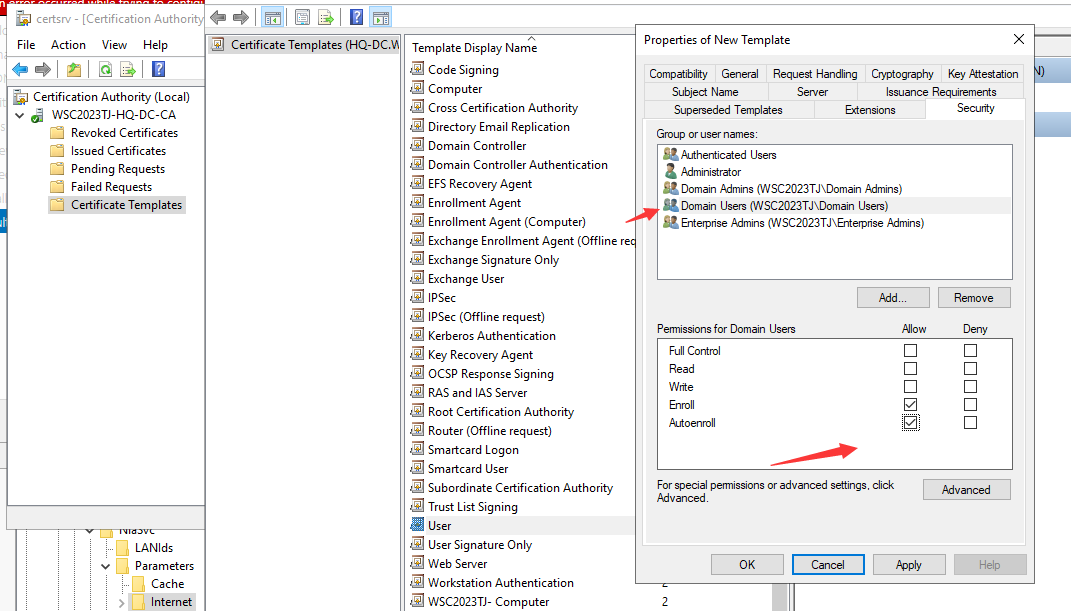 n error occurred while trying to config
certsrv - [Certification Authority
File Action View Help
Certification Authority (Local)
WSC2023TJ-HQ-DC-CA
Revoked Certificates
Issued Certificates
Pending Requests
Failed Requests
Certificate Templates
NlaSvc
LANIds
Parameters
Cache
Internet
Certificate Templates (HQ-DC.W
Template Display Name
Code Signing
Computer
Cross Certification Authority
Directory Email Replication
Domain Controller
Domain Controller Authentication
EFS Recovery Agent
Enrollment Agent
Enrollment Agent (Computer)
Exchange Enrollment Agent (Offline req
Exchange Signature Only
Exchange User
IPSec
IPSec (Offline request)
Kerberos Authentication
Key Recovery Agent
OCSP Response Signing
RAS and IAS Server
Root Certification Authority
Router (Offline request)
Smartcard Logon
Smartcard User
Subordinate Certification Authority
Trust List Signing
User
User Signature Only
Web Server
Workstation Authentication
WSC2023TJ- Computer 2
Properties of New Template
Compatibility General Request Handling Cryptography Key Attestation
Subject Name Server Issuance Requirements
Superseded Templates Extensions Security
Group or user names:
Authenticated Users
Administrator
Domain Admins (WSC2023TJ\Domain Admins)
Domain Users (WSC2023TJ\Domain Users)
Enterprise Admins (WSC2023TJ\Enterprise Admins)
Add... Remove
Permissions for Domain Users Allow Deny
Full Control
Read
Write
Enroll
Autoenroll
For special permissions or advanced settings, click
Advanced.
Advanced
OK Cancel Apply Help
N)